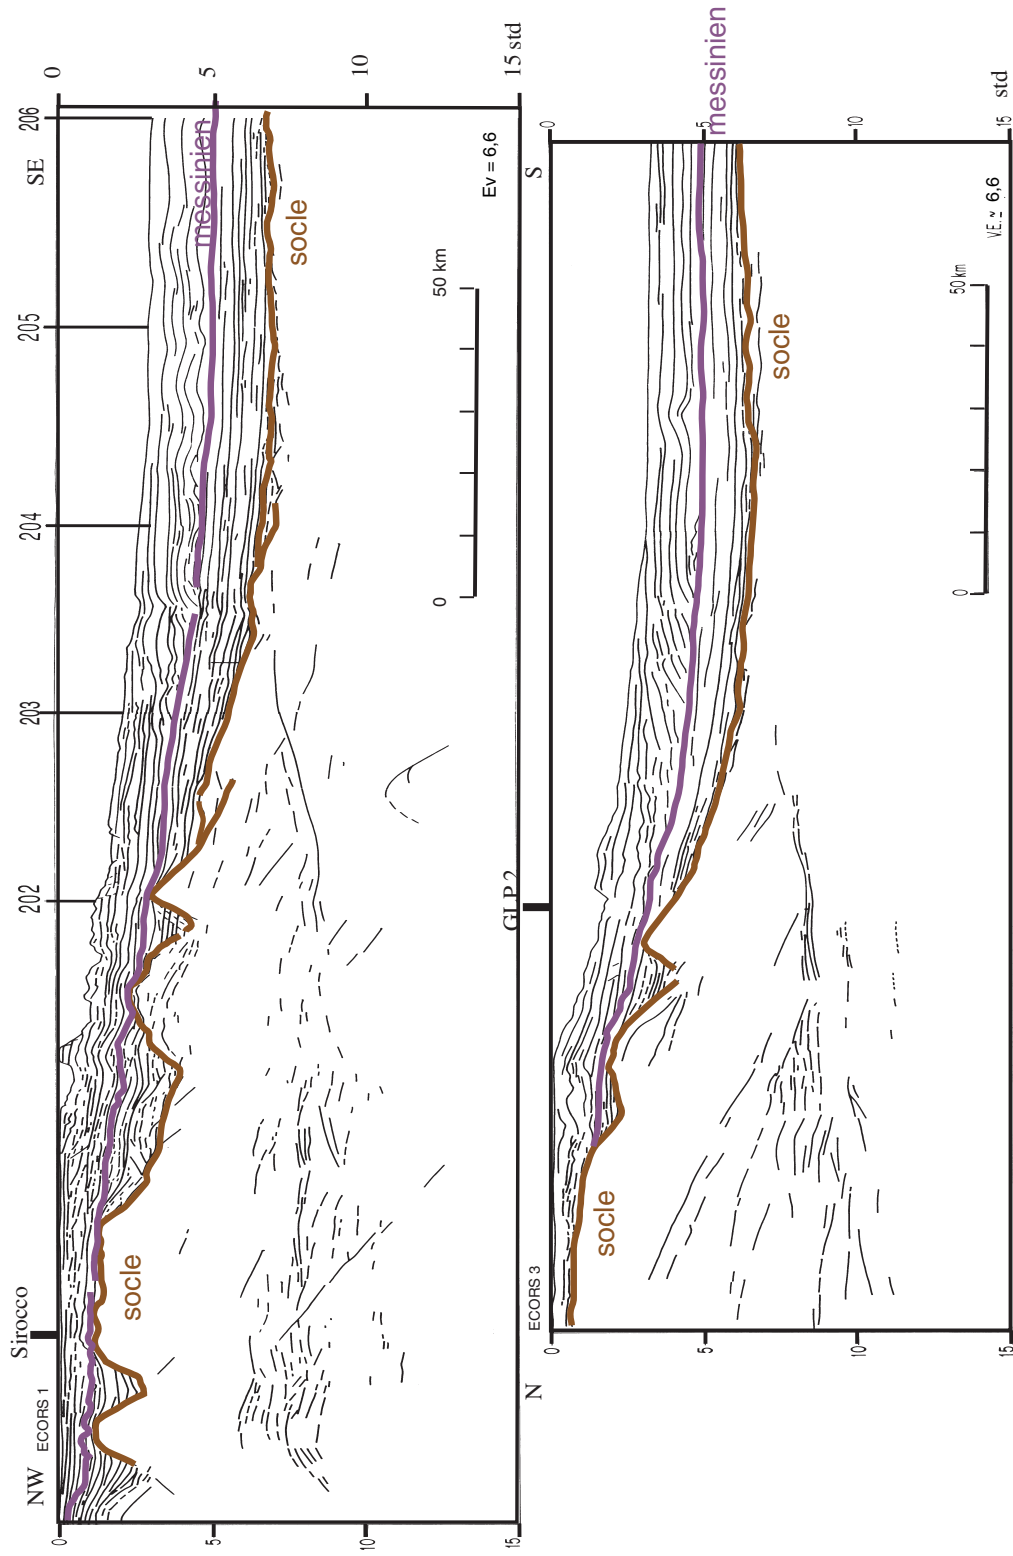 NW
ECORS 1
Sirocco
202
203
204
205
206
SE
0
5
10
15 std
0
5
10
15
messinien
socle
socle
Ev = 6,6
0
50 km
N
ECORS 3
GLP 2
S
0
5
10
15
std
0
5
10
15
messinien
socle
socle
V.E. ~ 6,6
0
50 km